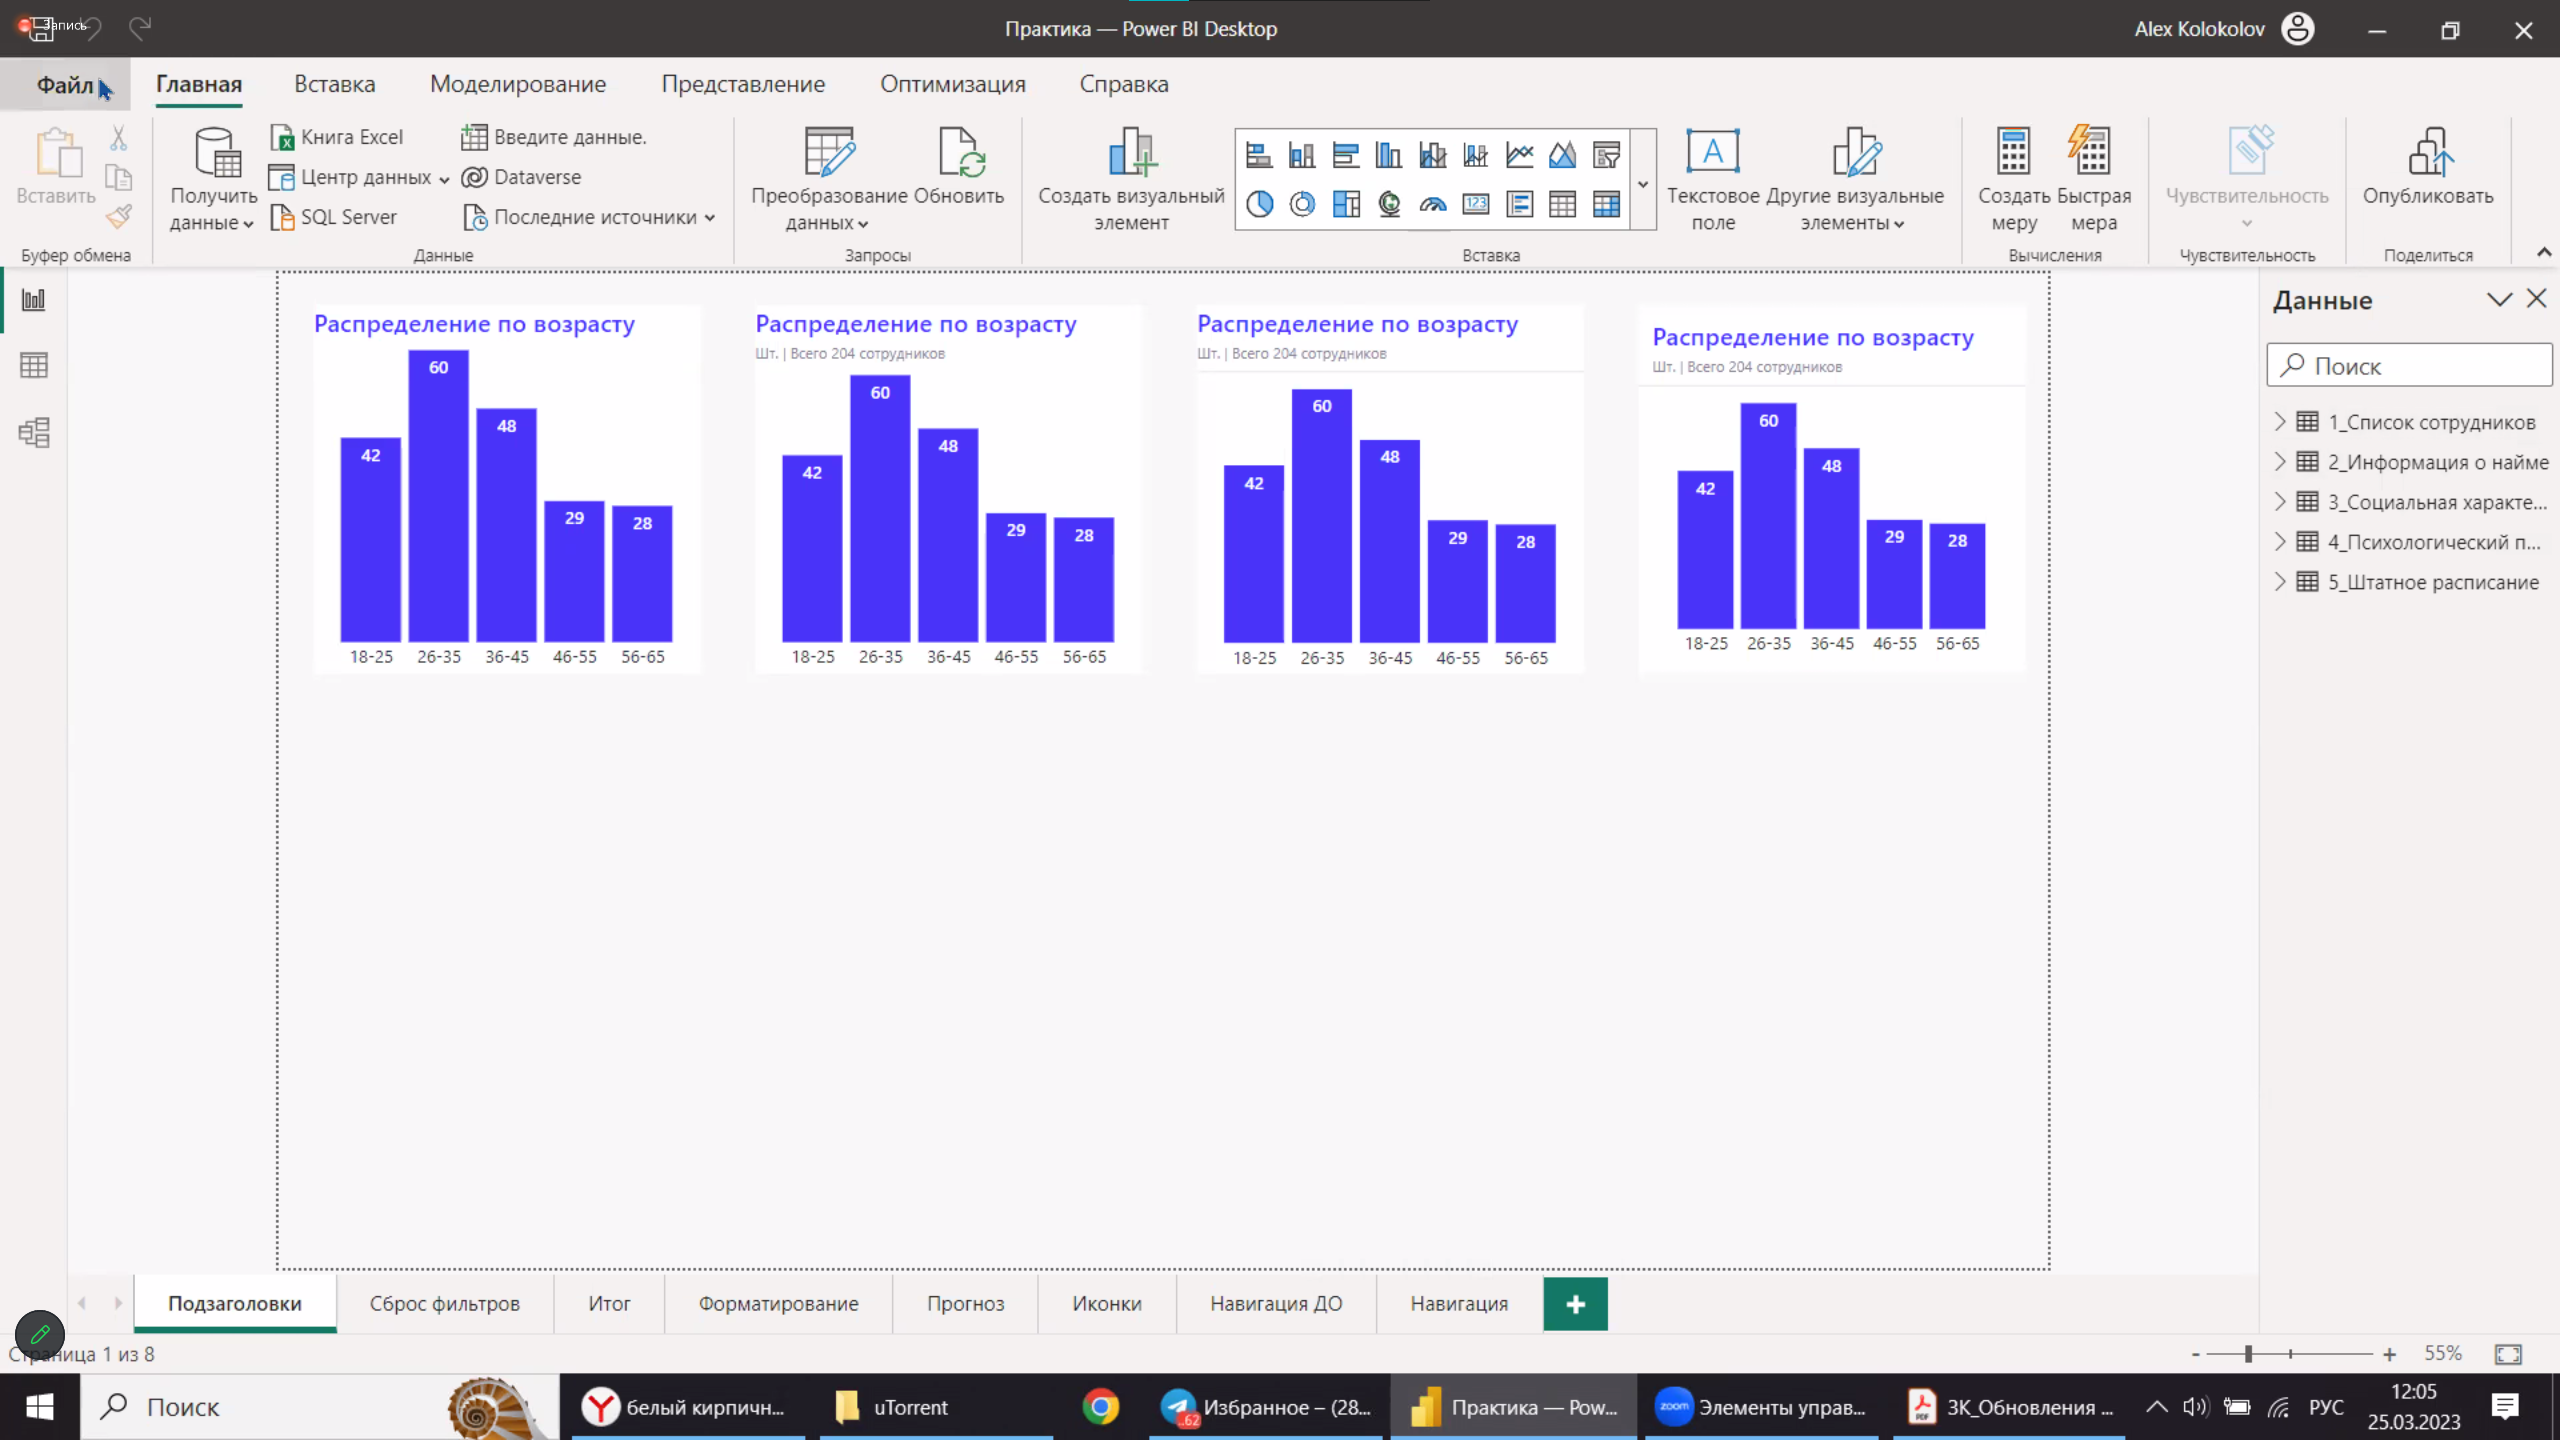 Запись
Практика — Power BI Desktop
Alex Kolokolov
Файл
Главная
Вставка
Моделирование
Представление
Оптимизация
Справка
Вставить
Буфер обмена
Получить данные
Книга Excel
Центр данных
SQL Server
Введите данные.
Dataverse
Последние источники
Данные
Преобразование данных
Обновить
Запросы
Создать визуальный элемент
123
A
Текстовое поле
Другие визуальные элементы
Вставка
Создать меру
Быстрая мера
Вычисления
Чувствительность
Чувствительность
Опубликовать
Поделиться
Распределение по возрасту
60
48
42
29
28
18-25 26-35 36-45 46-55 56-65
Распределение по возрасту
Шт. | Всего 204 сотрудников
60
48
42
29
28
18-25 26-35 36-45 46-55 56-65
Распределение по возрасту
Шт. | Всего 204 сотрудников
60
48
42
29
28
18-25 26-35 36-45 46-55 56-65
Распределение по возрасту
Шт. | Всего 204 сотрудников
60
48
42
29
28
18-25 26-35 36-45 46-55 56-65
Данные
Поиск
1_Список сотрудников
2_Информация о найме
3_Социальная характе...
4_Психологический п...
5_Штатное расписание
Подзаголовки
Сброс фильтров
Итог
Форматирование
Прогноз
Иконки
Навигация ДО
Навигация
Страница 1 из 8
- + 55%
Поиск
белый кирпичн...
uTorrent
62
Избранное – (28...
Практика — Pow...
zoom
Элементы управ...
PDF
3К_Обновления ...
РУС
12:05
25.03.2023